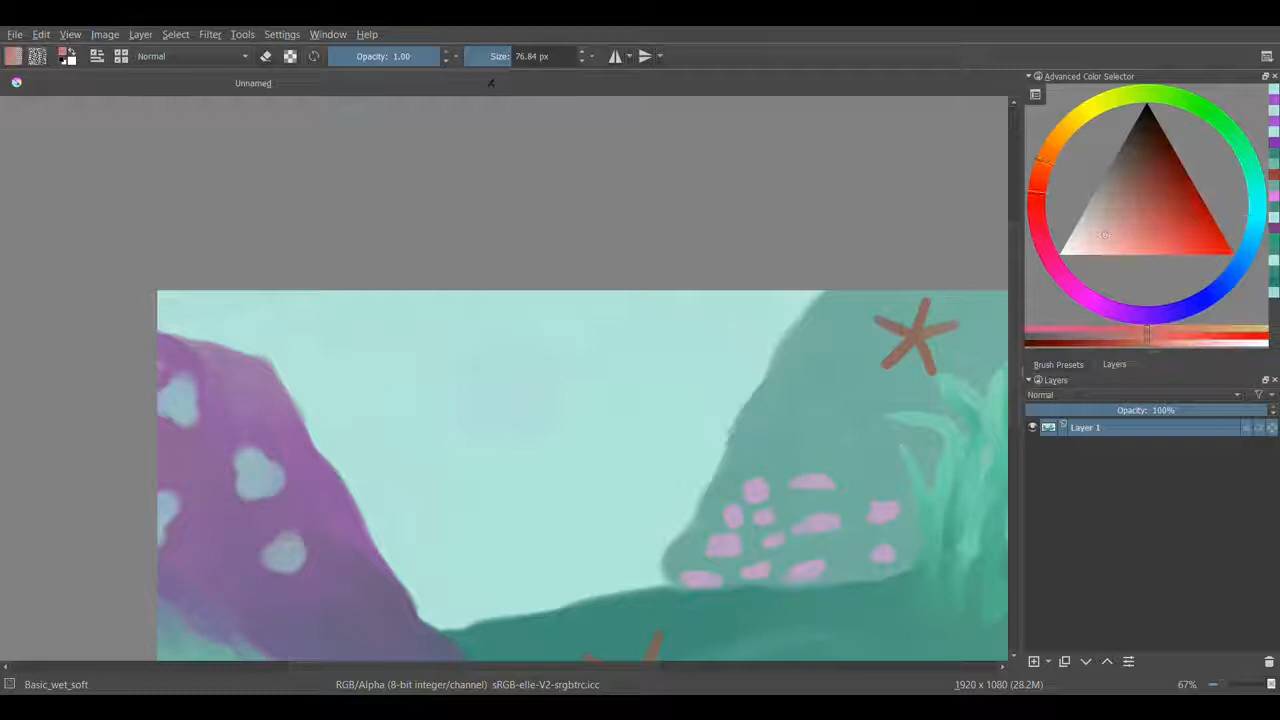 File Edit View Image Layer Select Filter Tools Settings Window Help
Normal Opacity: 1.00 Size: 76.84 px
Unnamed
Advanced Color Selector
Brush Presets Layers
Layers
Normal
Opacity: 100%
Layer 1
Basic_wet_soft RGB/Alpha (8-bit integer/channel) sRGB-elle-V2-srgbtrc.icc 1920 x 1080 (28.2M) 67%